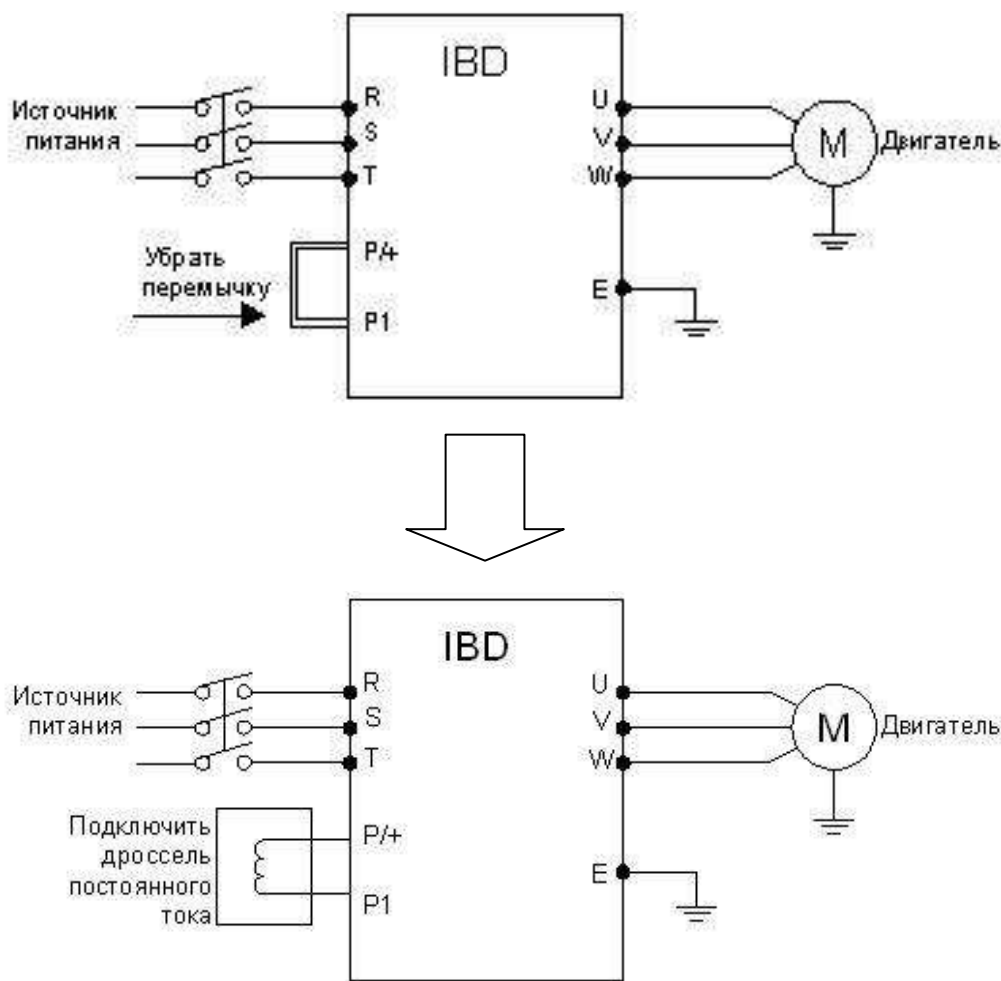 IBD
Источник
питания
R
S
T
U
V
W
М
Двигатель
Убрать
перемычку
P/+
P1
E
IBD
Источник
питания
R
S
T
U
V
W
М
Двигатель
Подключить
дроссель
постоянного
тока
P/+
P1
E